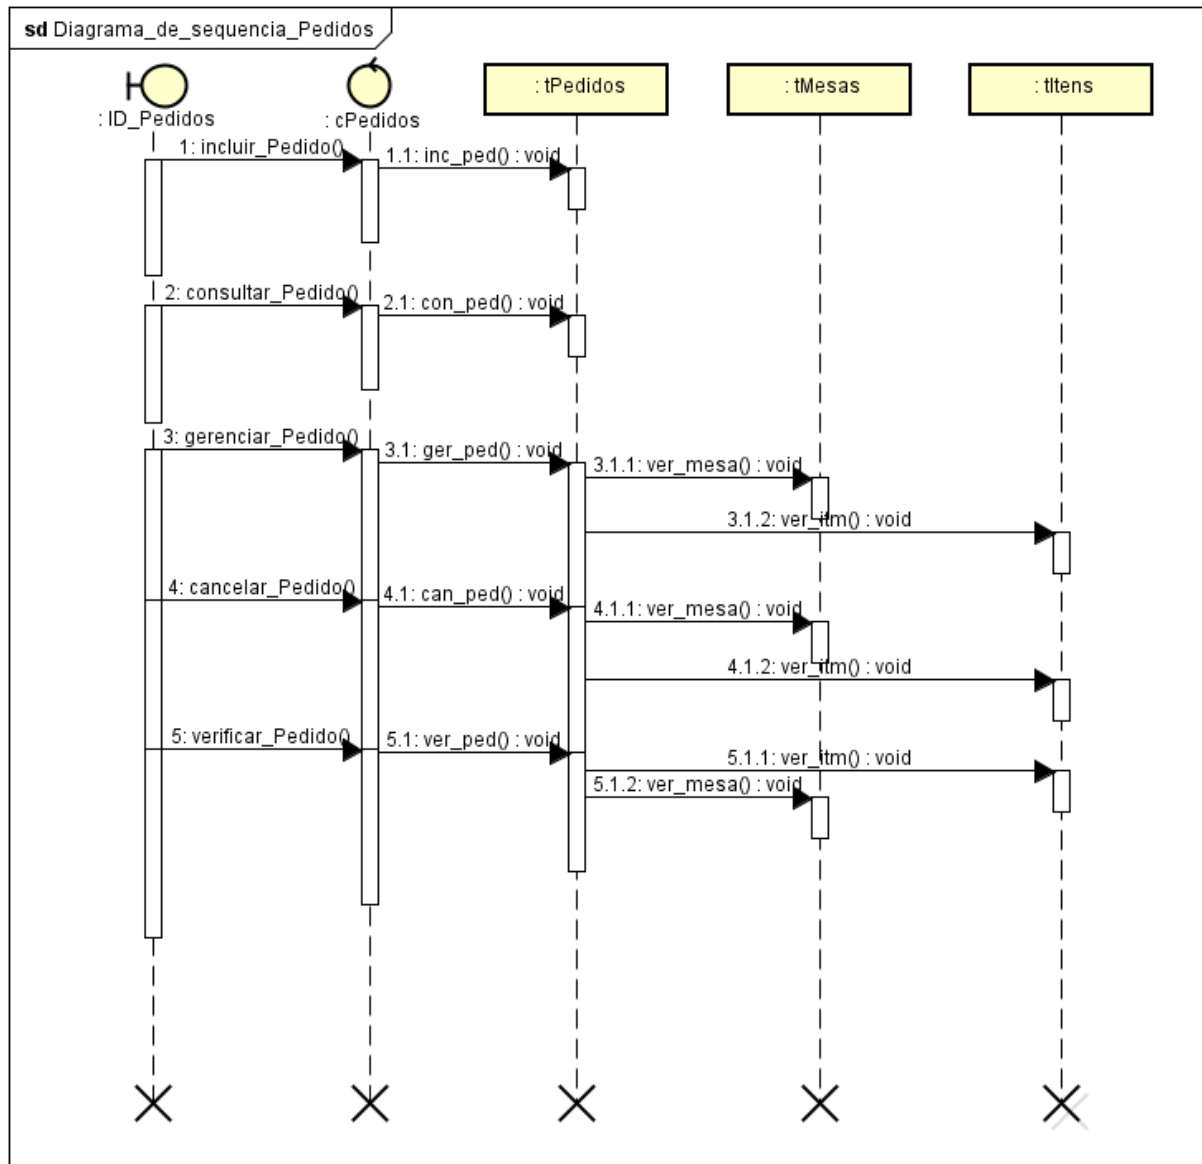 sd Diagrama_de_sequencia_Pedidos
: ID_Pedidos
: cPedidos
: tPedidos
: tMesas
: tItens
1: incluir_Pedido()
1.1: inc_ped() : void
2: consultar_Pedido()
2.1: con_ped() : void
3: gerenciar_Pedido()
3.1: ger_ped() : void
3.1.1: ver_mesa() : void
3.1.2: ver_itm() : void
4: cancelar_Pedido()
4.1: can_ped() : void
4.1.1: ver_mesa() : void
4.1.2: ver_itm() : void
5: verificar_Pedido()
5.1: ver_ped() : void
5.1.1: ver_itm() : void
5.1.2: ver_mesa() : void